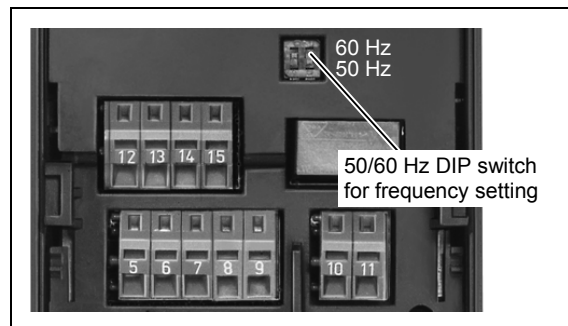 60 Hz
50 Hz
12 13 14 15
50/60 Hz DIP switch
for frequency setting
5 6 7 8 9 10 11